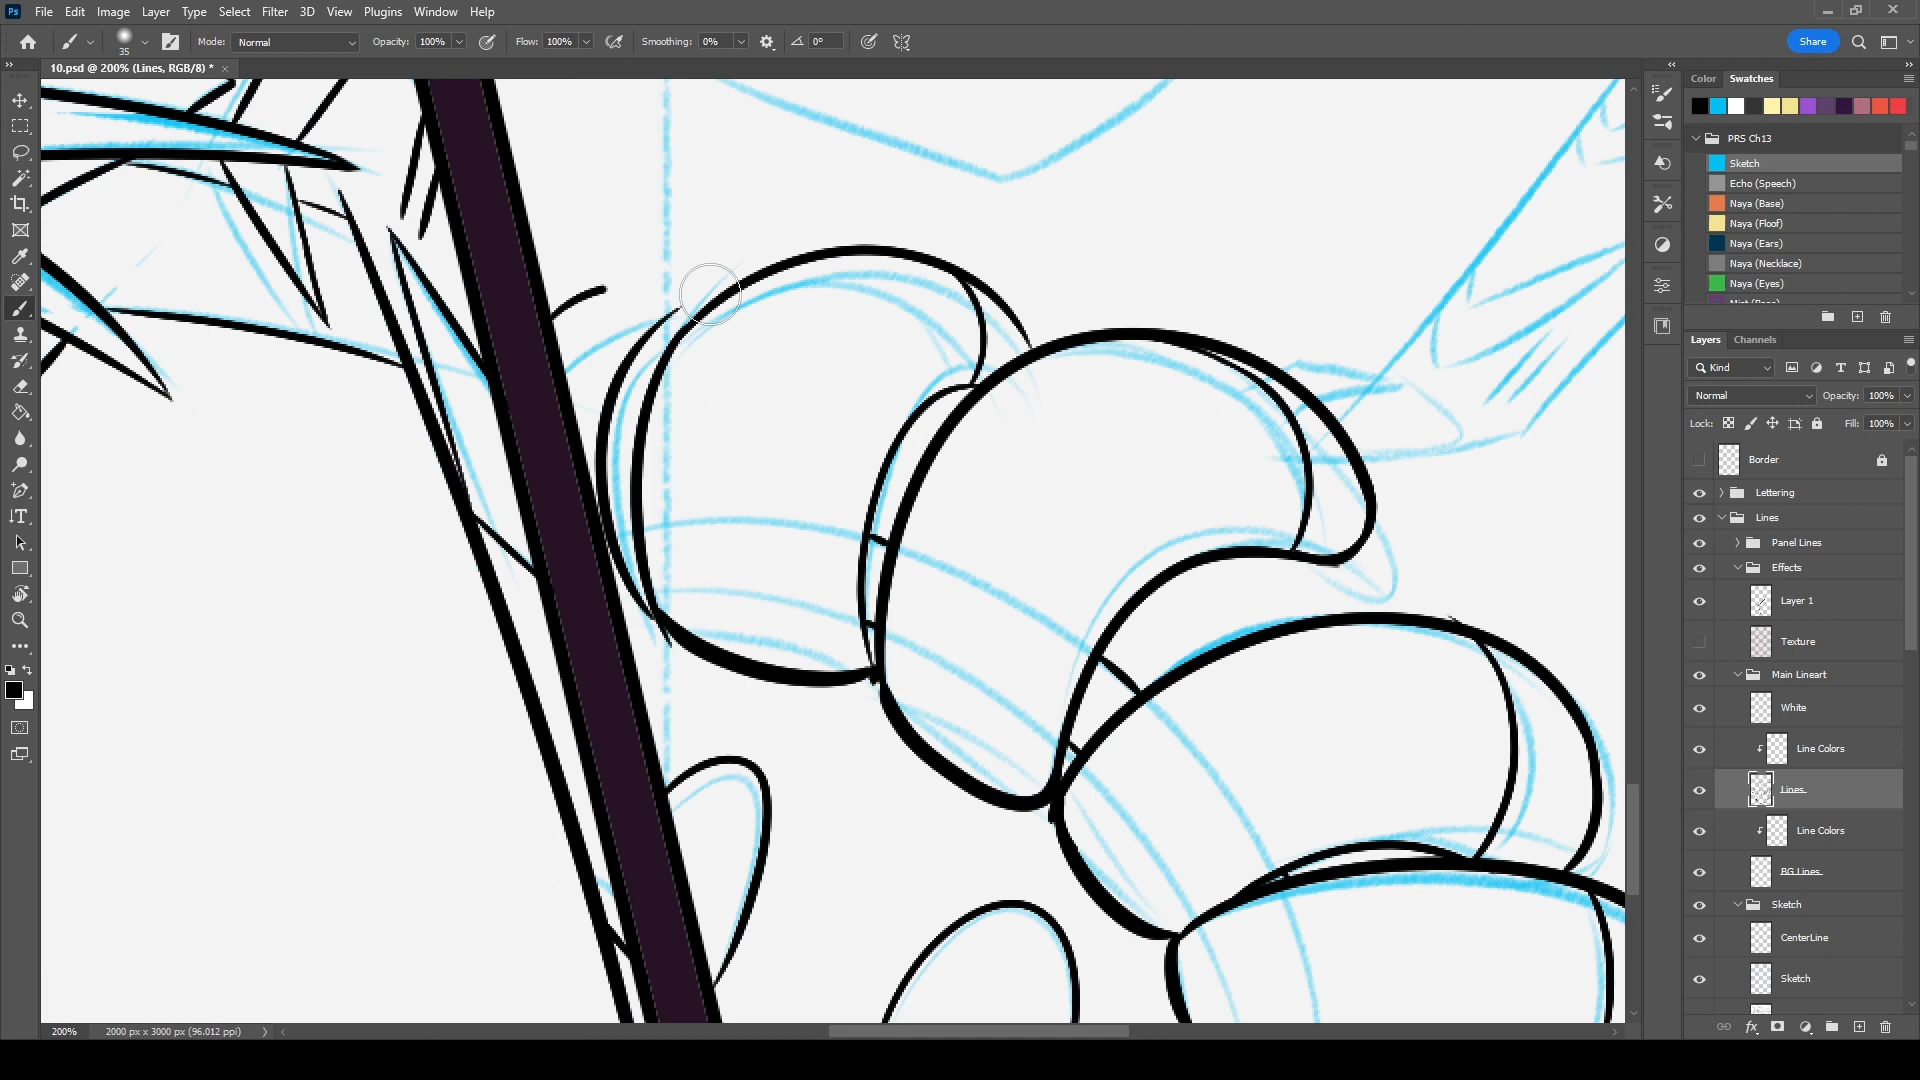 Ps File Edit Image Layer Type Select Filter 3D View Plugins Window Help
35 Mode: Normal Opacity: 100% Flow: 100% Smoothing: 0% 0° Share
10.psd @ 200% (Lines, RGB/8) *
Color Swatches
PRS Ch13
Sketch
Echo (Speech)
Naya (Base)
Naya (Floof)
Naya (Ears)
Naya (Necklace)
Naya (Eyes)
Layers Channels
Kind
Normal Opacity: 100%
Lock: Fill: 100%
Border
Lettering
Lines
Panel Lines
Effects
Layer 1
Texture
Main Lineart
White
Line Colors
Lines
Line Colors
BG Lines
Sketch
CenterLine
Sketch
fx
200% 2000 px x 3000 px (96.012 ppi)